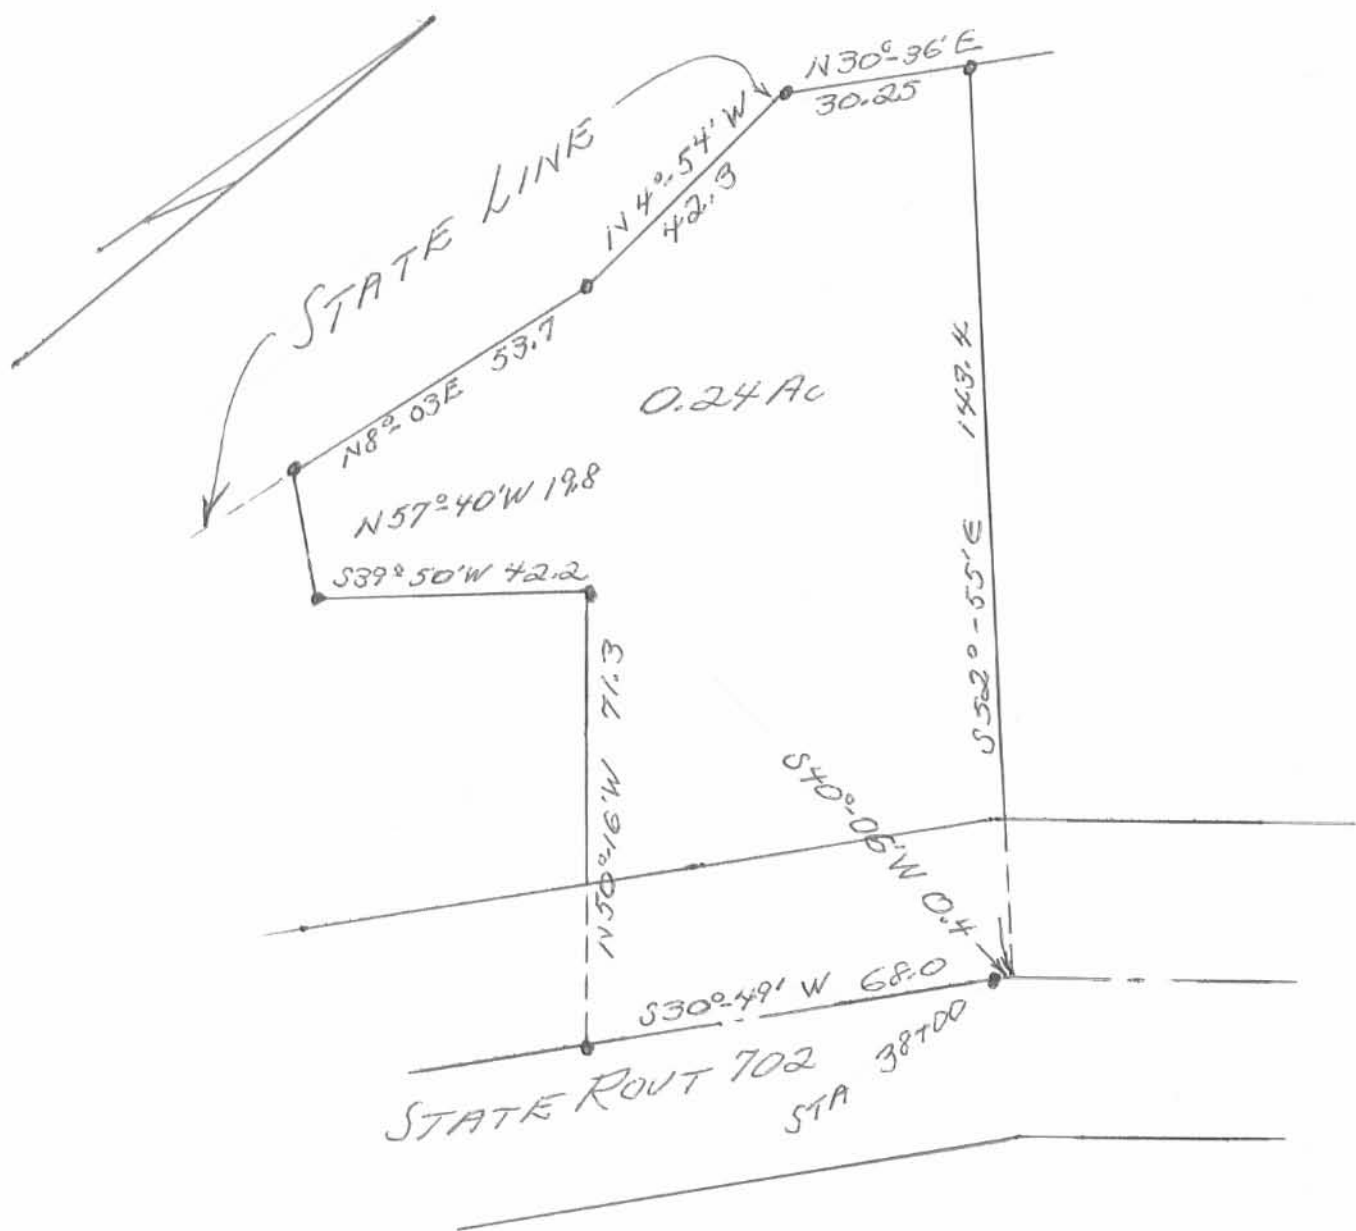 N30°-36'E
30.25
STATE LINE
N4°-54'W
42.3
N8°-03E 53.7
0.24 Ac
143.4
S52°-55'E
N57°-40'W 19.8
S39°50'W 42.2
N50°-16'W 71.3
S40°-06'W 0.4
S30°-49' W 68.0
STATE ROUT 702
STA 38+00